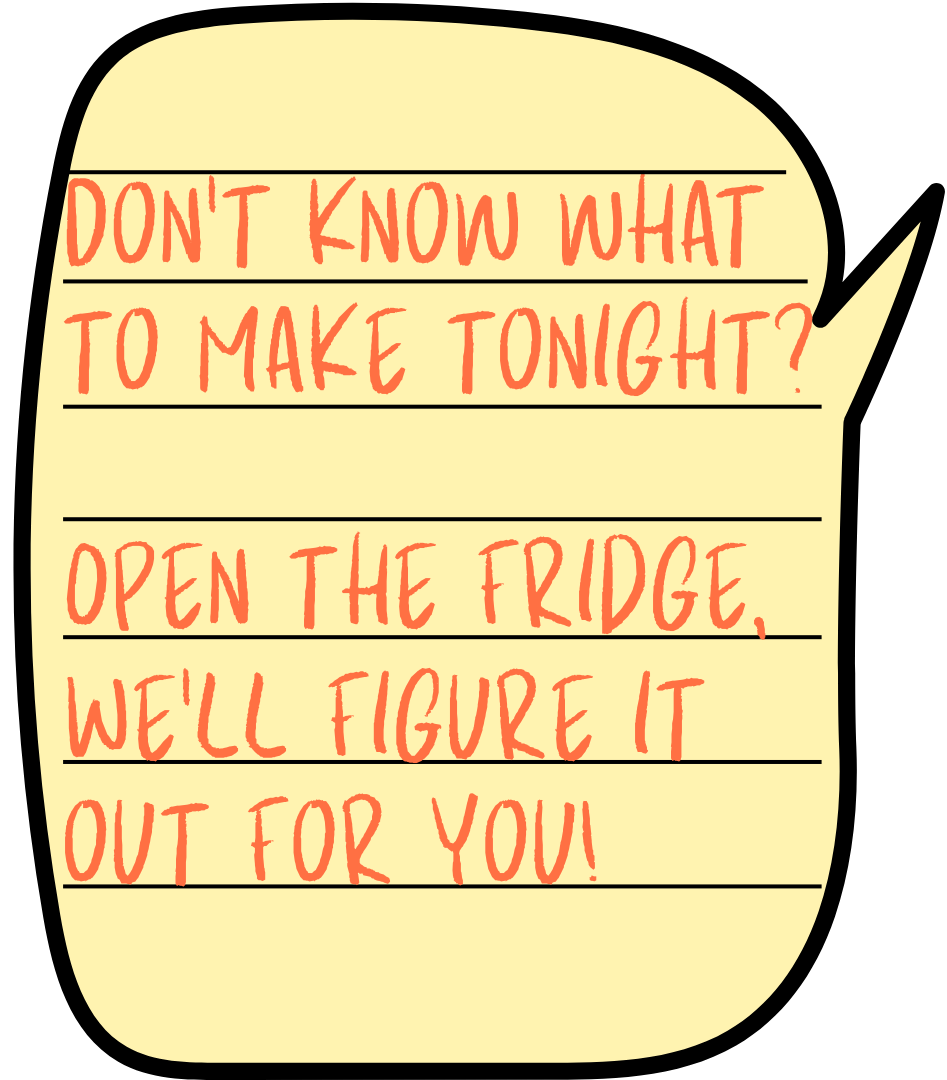 DON'T KNOW WHAT
TO MAKE TONIGHT?
OPEN THE FRIDGE,
WE'LL FIGURE IT
OUT FOR YOU!